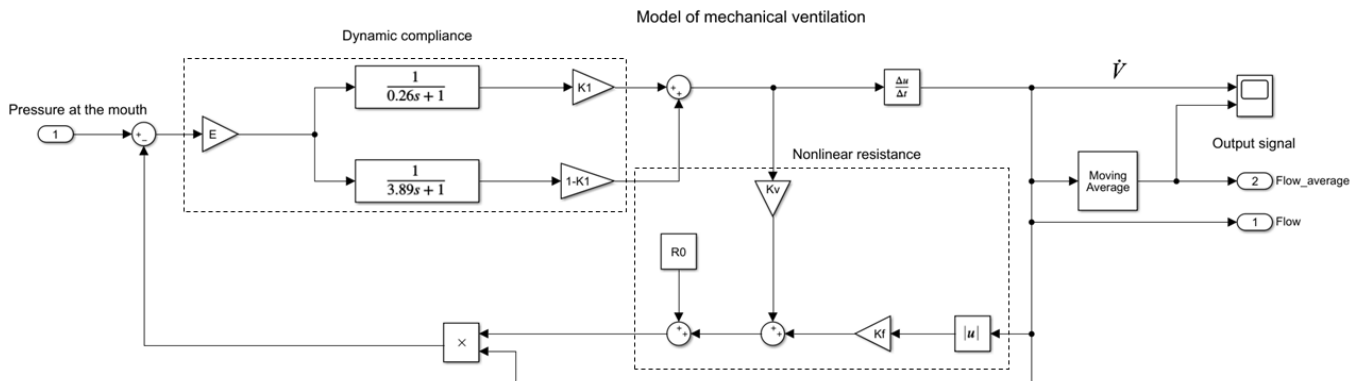 Model of mechanical ventilation
Dynamic compliance
1
0.26s + 1
K1
+
+
Δu
Δt
V̇
Pressure at the mouth
1
+
−
E
1
3.89s + 1
1-K1
Nonlinear resistance
Kv
Output signal
Moving
Average
2
Flow_average
1
Flow
R0
+
+
+
+
Kf
|u|
×